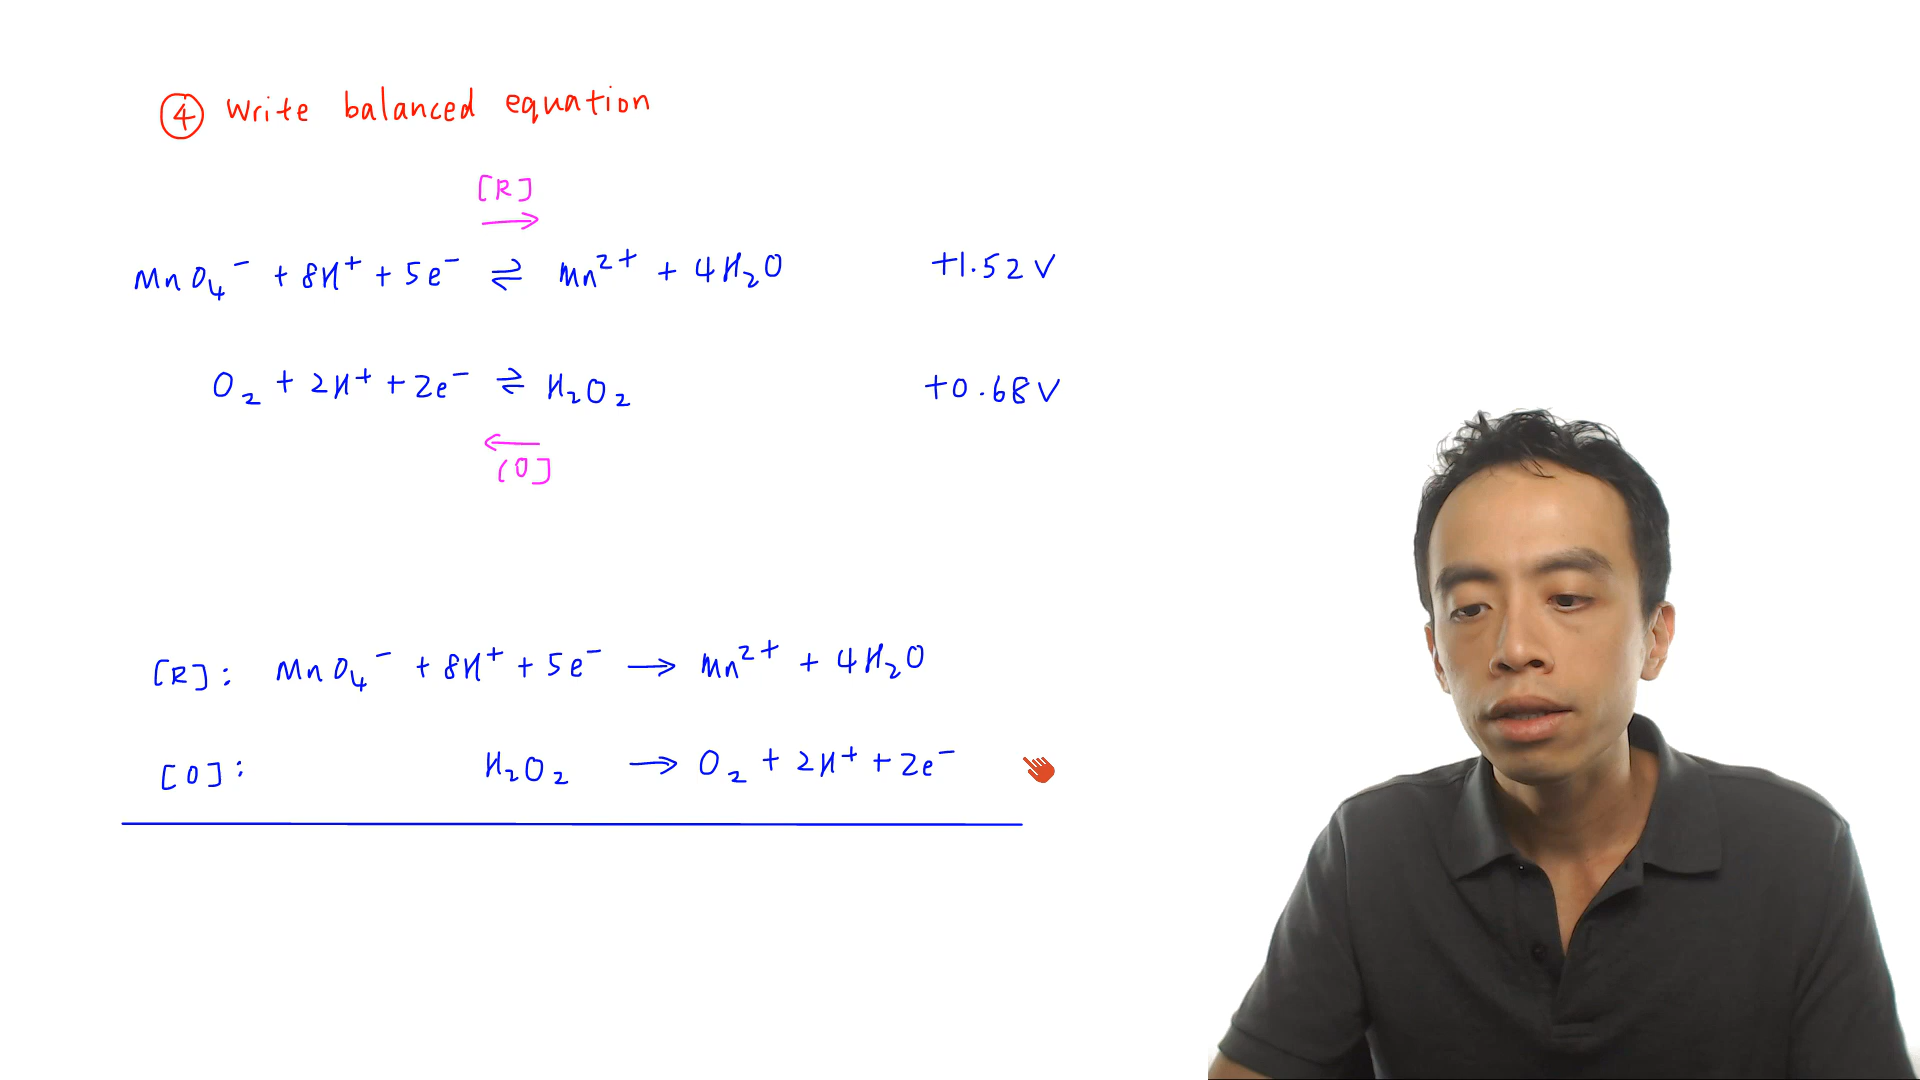 ④ Write balanced equation
[R]
→
MnO₄⁻ + 8H⁺ + 5e⁻ ⇌ Mn²⁺ + 4H₂O +1.52V
O₂ + 2H⁺ + 2e⁻ ⇌ H₂O₂ +0.68V
←
[O]
[R]: MnO₄⁻ + 8H⁺ + 5e⁻ → Mn²⁺ + 4H₂O
[O]: H₂O₂ → O₂ + 2H⁺ + 2e⁻